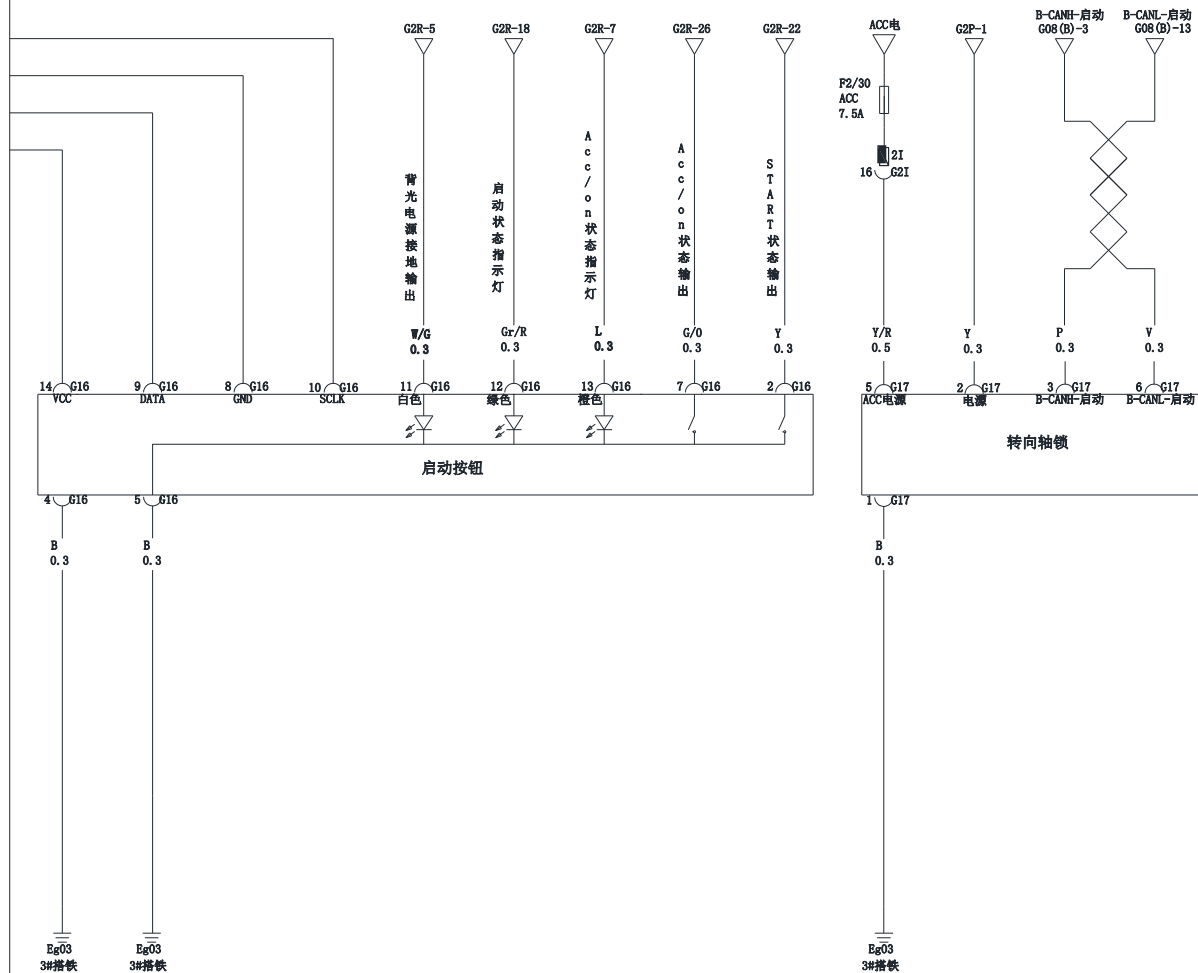 G2R-5
G2R-18
G2R-7
G2R-26
G2R-22
ACC电
G2P-1
B-CANH-启动
G08(B)-3
B-CANL-启动
G08(B)-13
F2/30
ACC
7.5A
2I
16 G2I
背光电源接地输出
启动状态指示灯
Acc/on状态指示灯
Acc/on状态输出
START状态输出
W/G
0.3
Gr/R
0.3
L
0.3
G/O
0.3
Y
0.3
Y/R
0.5
Y
0.3
P
0.3
V
0.3
14 G16
VCC
9 G16
DATA
8 G16
GND
10 G16
SCLK
11 G16
白色
12 G16
绿色
13 G16
橙色
7 G16
2 G16
5 G17
ACC电源
2 G17
电源
3 G17
B-CANH-启动
6 G17
B-CANL-启动
启动按钮
转向轴锁
4 G16
5 G16
1 G17
B
0.3
B
0.3
B
0.3
Eg03
3#搭铁
Eg03
3#搭铁
Eg03
3#搭铁